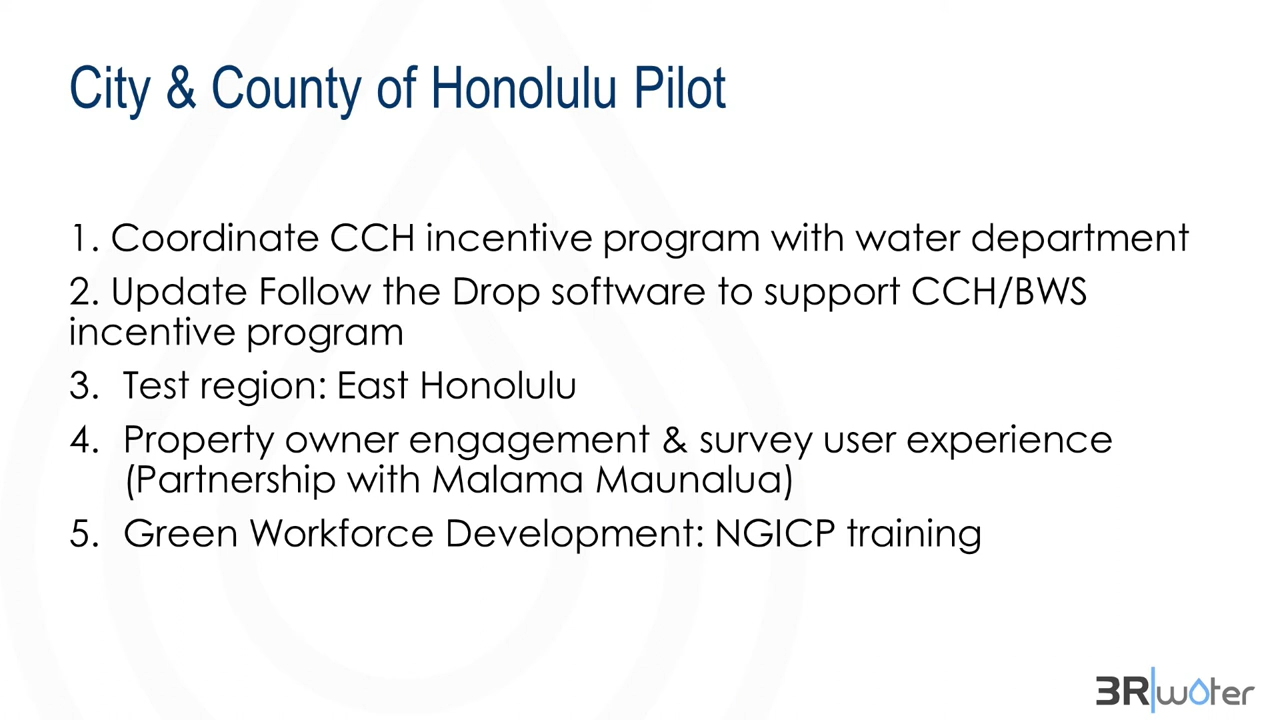 City & County of Honolulu Pilot
1. Coordinate CCH incentive program with water department
2. Update Follow the Drop software to support CCH/BWS
incentive program
3. Test region: East Honolulu
4. Property owner engagement & survey user experience
(Partnership with Malama Maunalua)
5. Green Workforce Development: NGICP training
3R|water